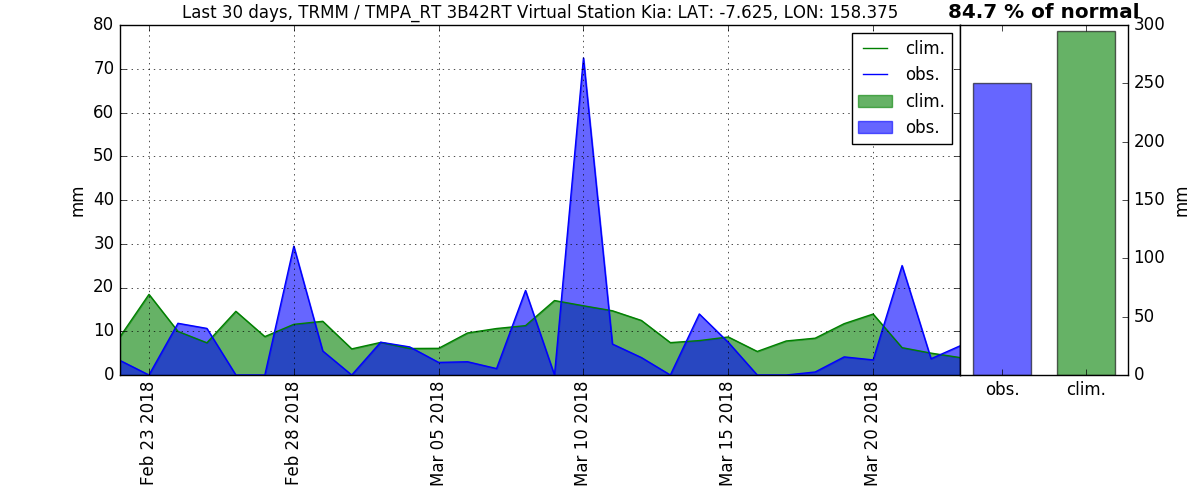 Last 30 days, TRMM / TMPA_RT 3B42RT Virtual Station Kia: LAT: -7.625, LON: 158.375
84.7 % of normal
80
70
60
50
40
30
20
10
0
mm
clim.
obs.
clim.
obs.
300
250
200
150
100
50
0
mm
Feb 23 2018
Feb 28 2018
Mar 05 2018
Mar 10 2018
Mar 15 2018
Mar 20 2018
obs.
clim.